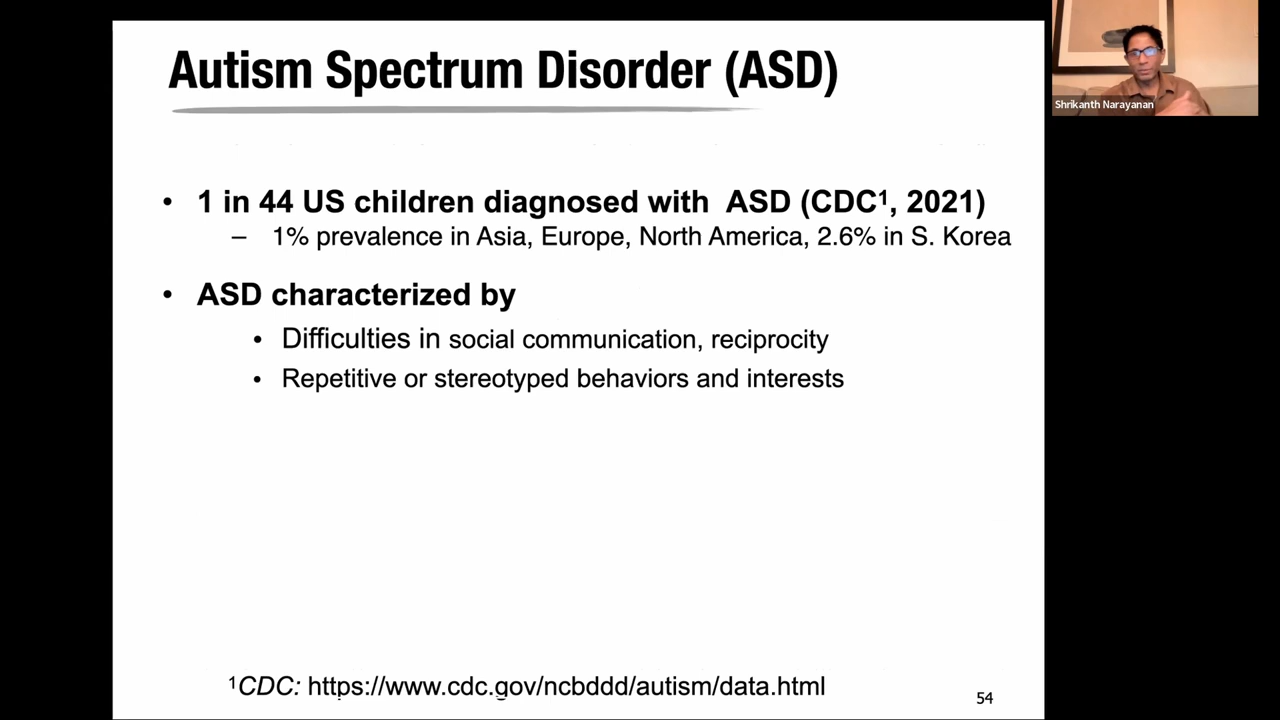 Autism Spectrum Disorder (ASD)
Shrikanth Narayanan
• 1 in 44 US children diagnosed with ASD (CDC¹, 2021)
– 1% prevalence in Asia, Europe, North America, 2.6% in S. Korea
• ASD characterized by
• Difficulties in social communication, reciprocity
• Repetitive or stereotyped behaviors and interests
¹CDC: https://www.cdc.gov/ncbddd/autism/data.html
54